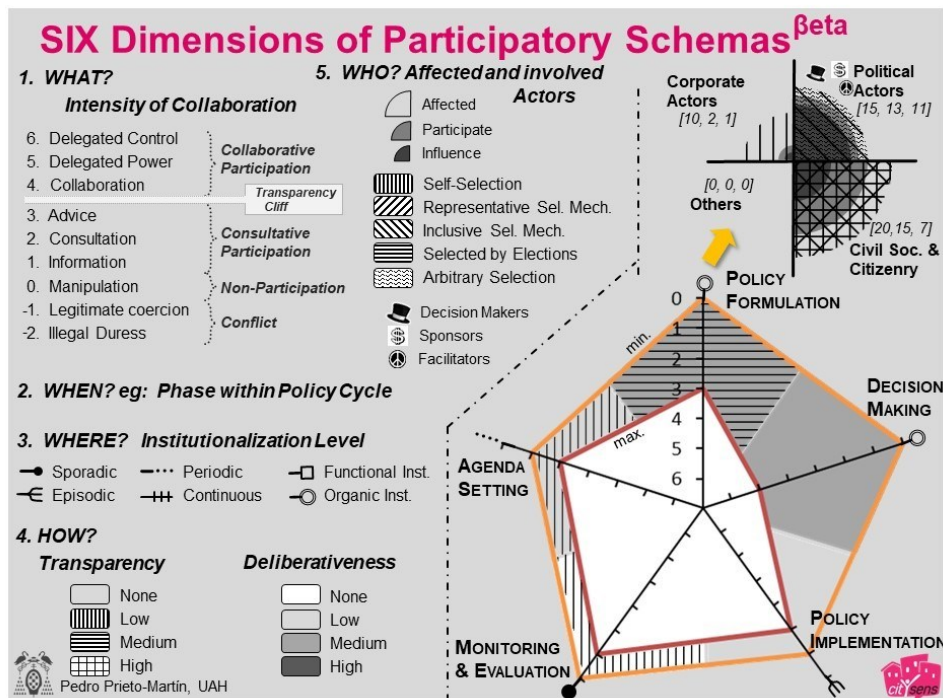 SIX Dimensions of Participatory Schemas βeta
1. WHAT?
Intensity of Collaboration
6. Delegated Control
5. Delegated Power
4. Collaboration
Collaborative
Participation
Transparency
Cliff
3. Advice
2. Consultation
1. Information
Consultative
Participation
0. Manipulation
Non-Participation
-1. Legitimate coercion
-2. Illegal Duress
Conflict
2. WHEN? eg: Phase within Policy Cycle
3. WHERE? Institutionalization Level
Sporadic
Periodic
Functional Inst.
Episodic
Continuous
Organic Inst.
4. HOW?
Transparency
None
Low
Medium
High
Deliberativeness
None
Low
Medium
High
Pedro Prieto-Martín, UAH
5. WHO? Affected and involved
Actors
Affected
Participate
Influence
Self-Selection
Representative Sel. Mech.
Inclusive Sel. Mech.
Selected by Elections
Arbitrary Selection
Decision Makers
$ Sponsors
Facilitators
Corporate
Actors
[10, 2, 1]
$ Political
Actors
[15, 13, 11]
[0, 0, 0]
Others
[20,15, 7]
Civil Soc. &
Citizenry
POLICY
FORMULATION
0
1
2
3
4
5
6
min.
max.
DECISION
MAKING
AGENDA
SETTING
MONITORING
& EVALUATION
POLICY
IMPLEMENTATION
citysens